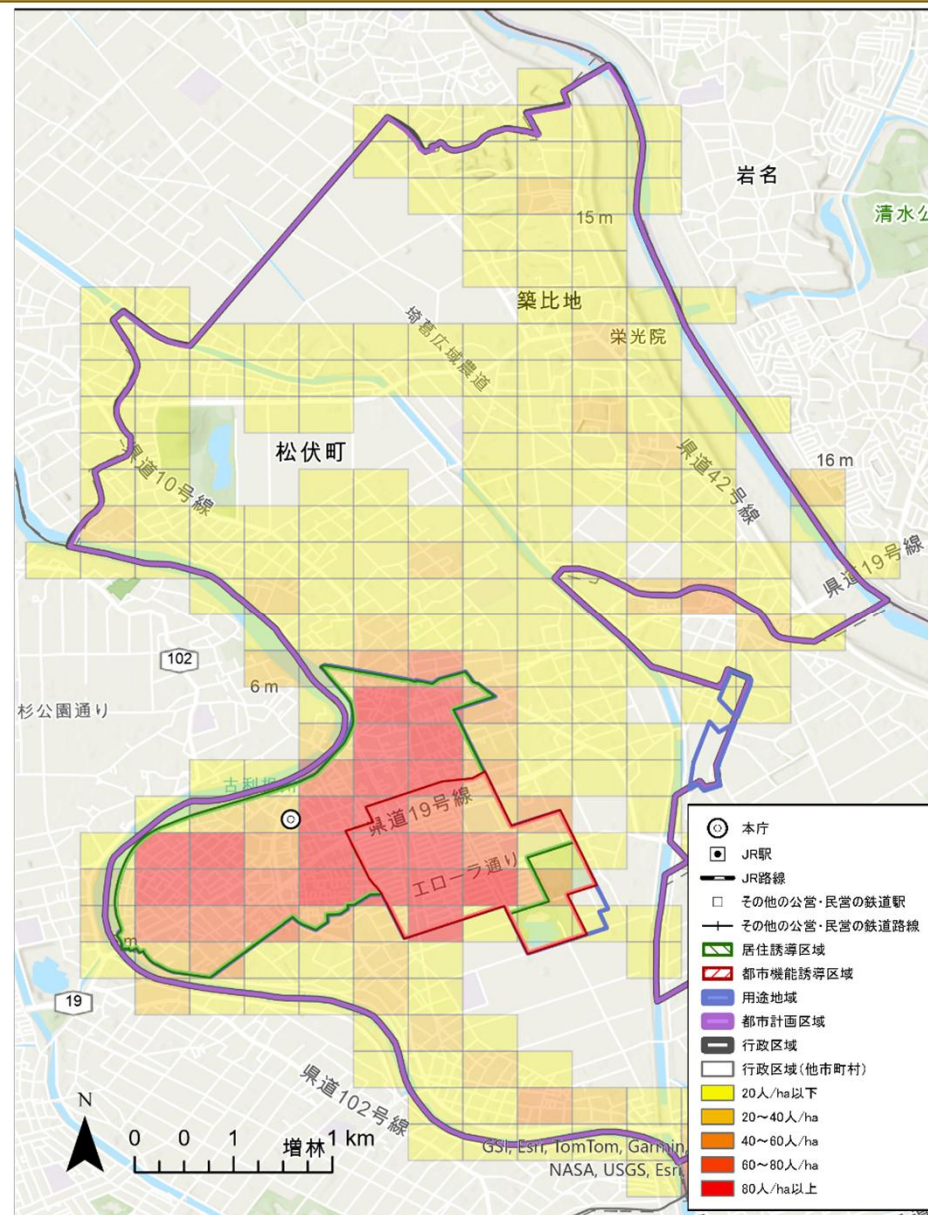 岩名
清水公
15 m
築比地
栄光院
埼葛広域農道
松伏町
県道10号線
県道42号線
16 m
県道19号線
102
6 m
杉公園通り
古利根川
県道19号線
エローラ通り
m
19
県道102号線
N
0 0 1 1 km
増林
GSI, Esri, TomTom, Garmin,
NASA, USGS, Esri,
本庁
JR駅
JR路線
その他の公営・民営の鉄道駅
その他の公営・民営の鉄道路線
居住誘導区域
都市機能誘導区域
用途地域
都市計画区域
行政区域
行政区域(他市町村)
20人/ha以下
20～40人/ha
40～60人/ha
60～80人/ha
80人/ha以上